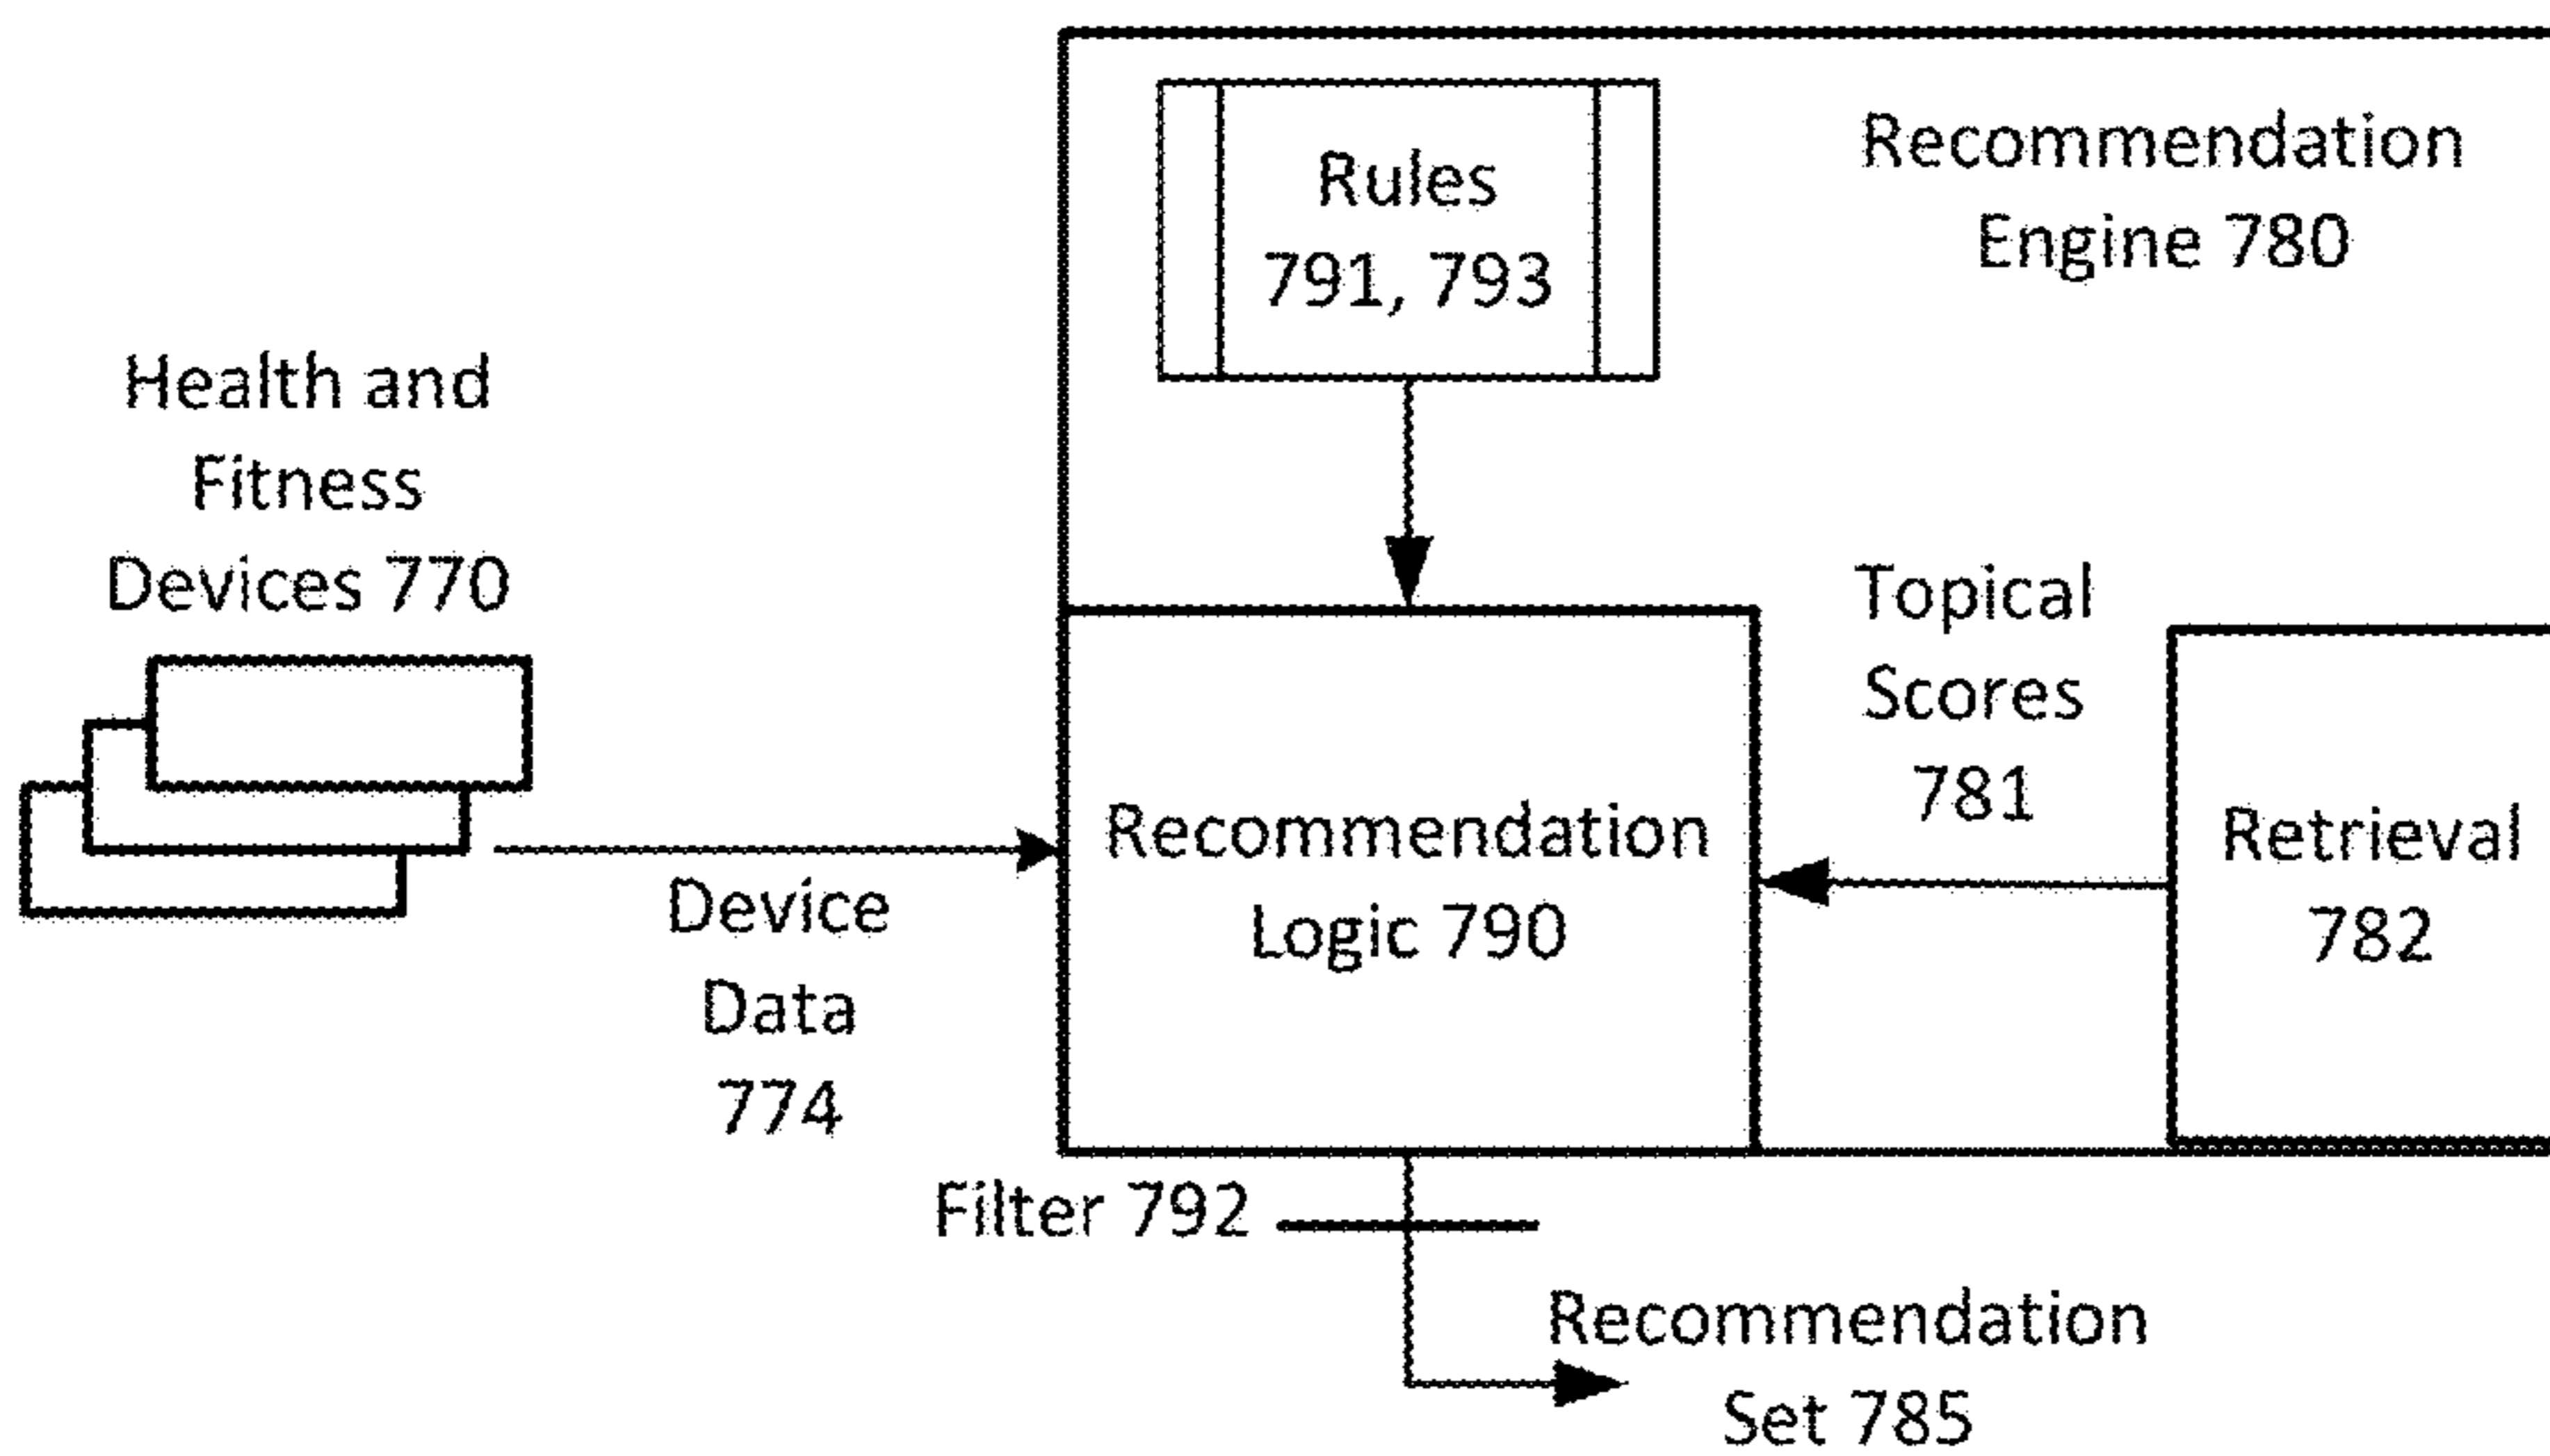 Rules
791, 793
Recommendation
Engine 780
Health and
Fitness
Devices 770
Device
Data
774
Recommendation
Logic 790
Topical
Scores
781
Retrieval
782
Filter 792
Recommendation
Set 785